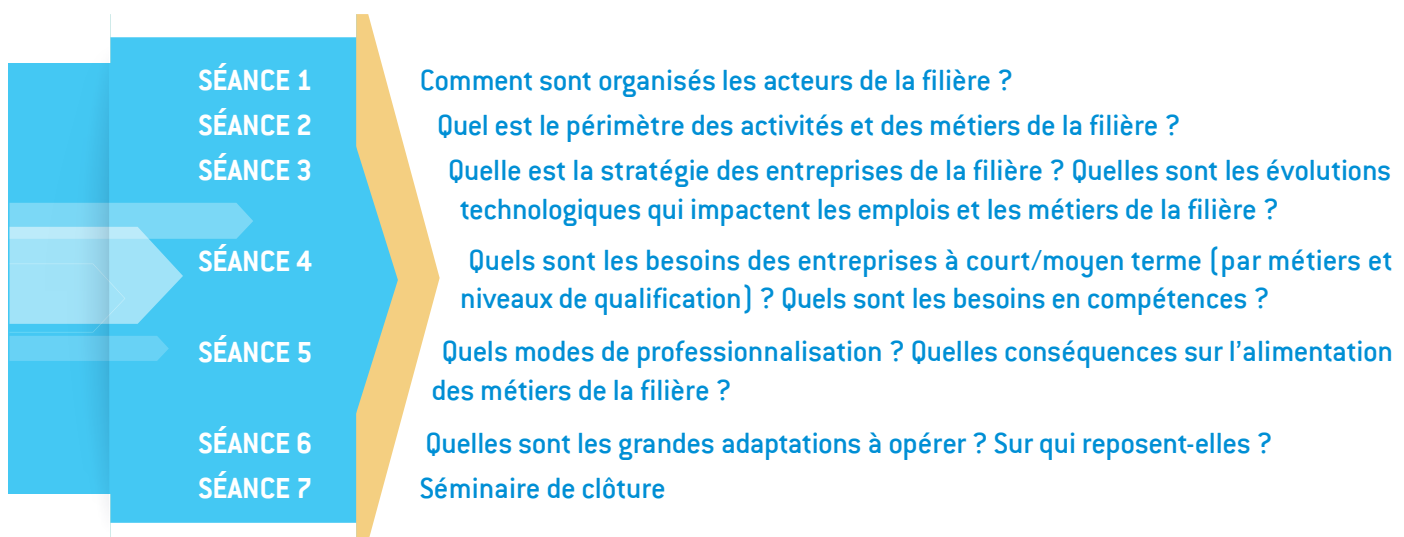 SÉANCE 1 Comment sont organisés les acteurs de la filière ?
SÉANCE 2 Quel est le périmètre des activités et des métiers de la filière ?
SÉANCE 3 Quelle est la stratégie des entreprises de la filière ? Quelles sont les évolutions
technologiques qui impactent les emplois et les métiers de la filière ?
SÉANCE 4 Quels sont les besoins des entreprises à court/moyen terme (par métiers et
niveaux de qualification) ? Quels sont les besoins en compétences ?
SÉANCE 5 Quels modes de professionnalisation ? Quelles conséquences sur l'alimentation
des métiers de la filière ?
SÉANCE 6 Quelles sont les grandes adaptations à opérer ? Sur qui reposent-elles ?
SÉANCE 7 Séminaire de clôture